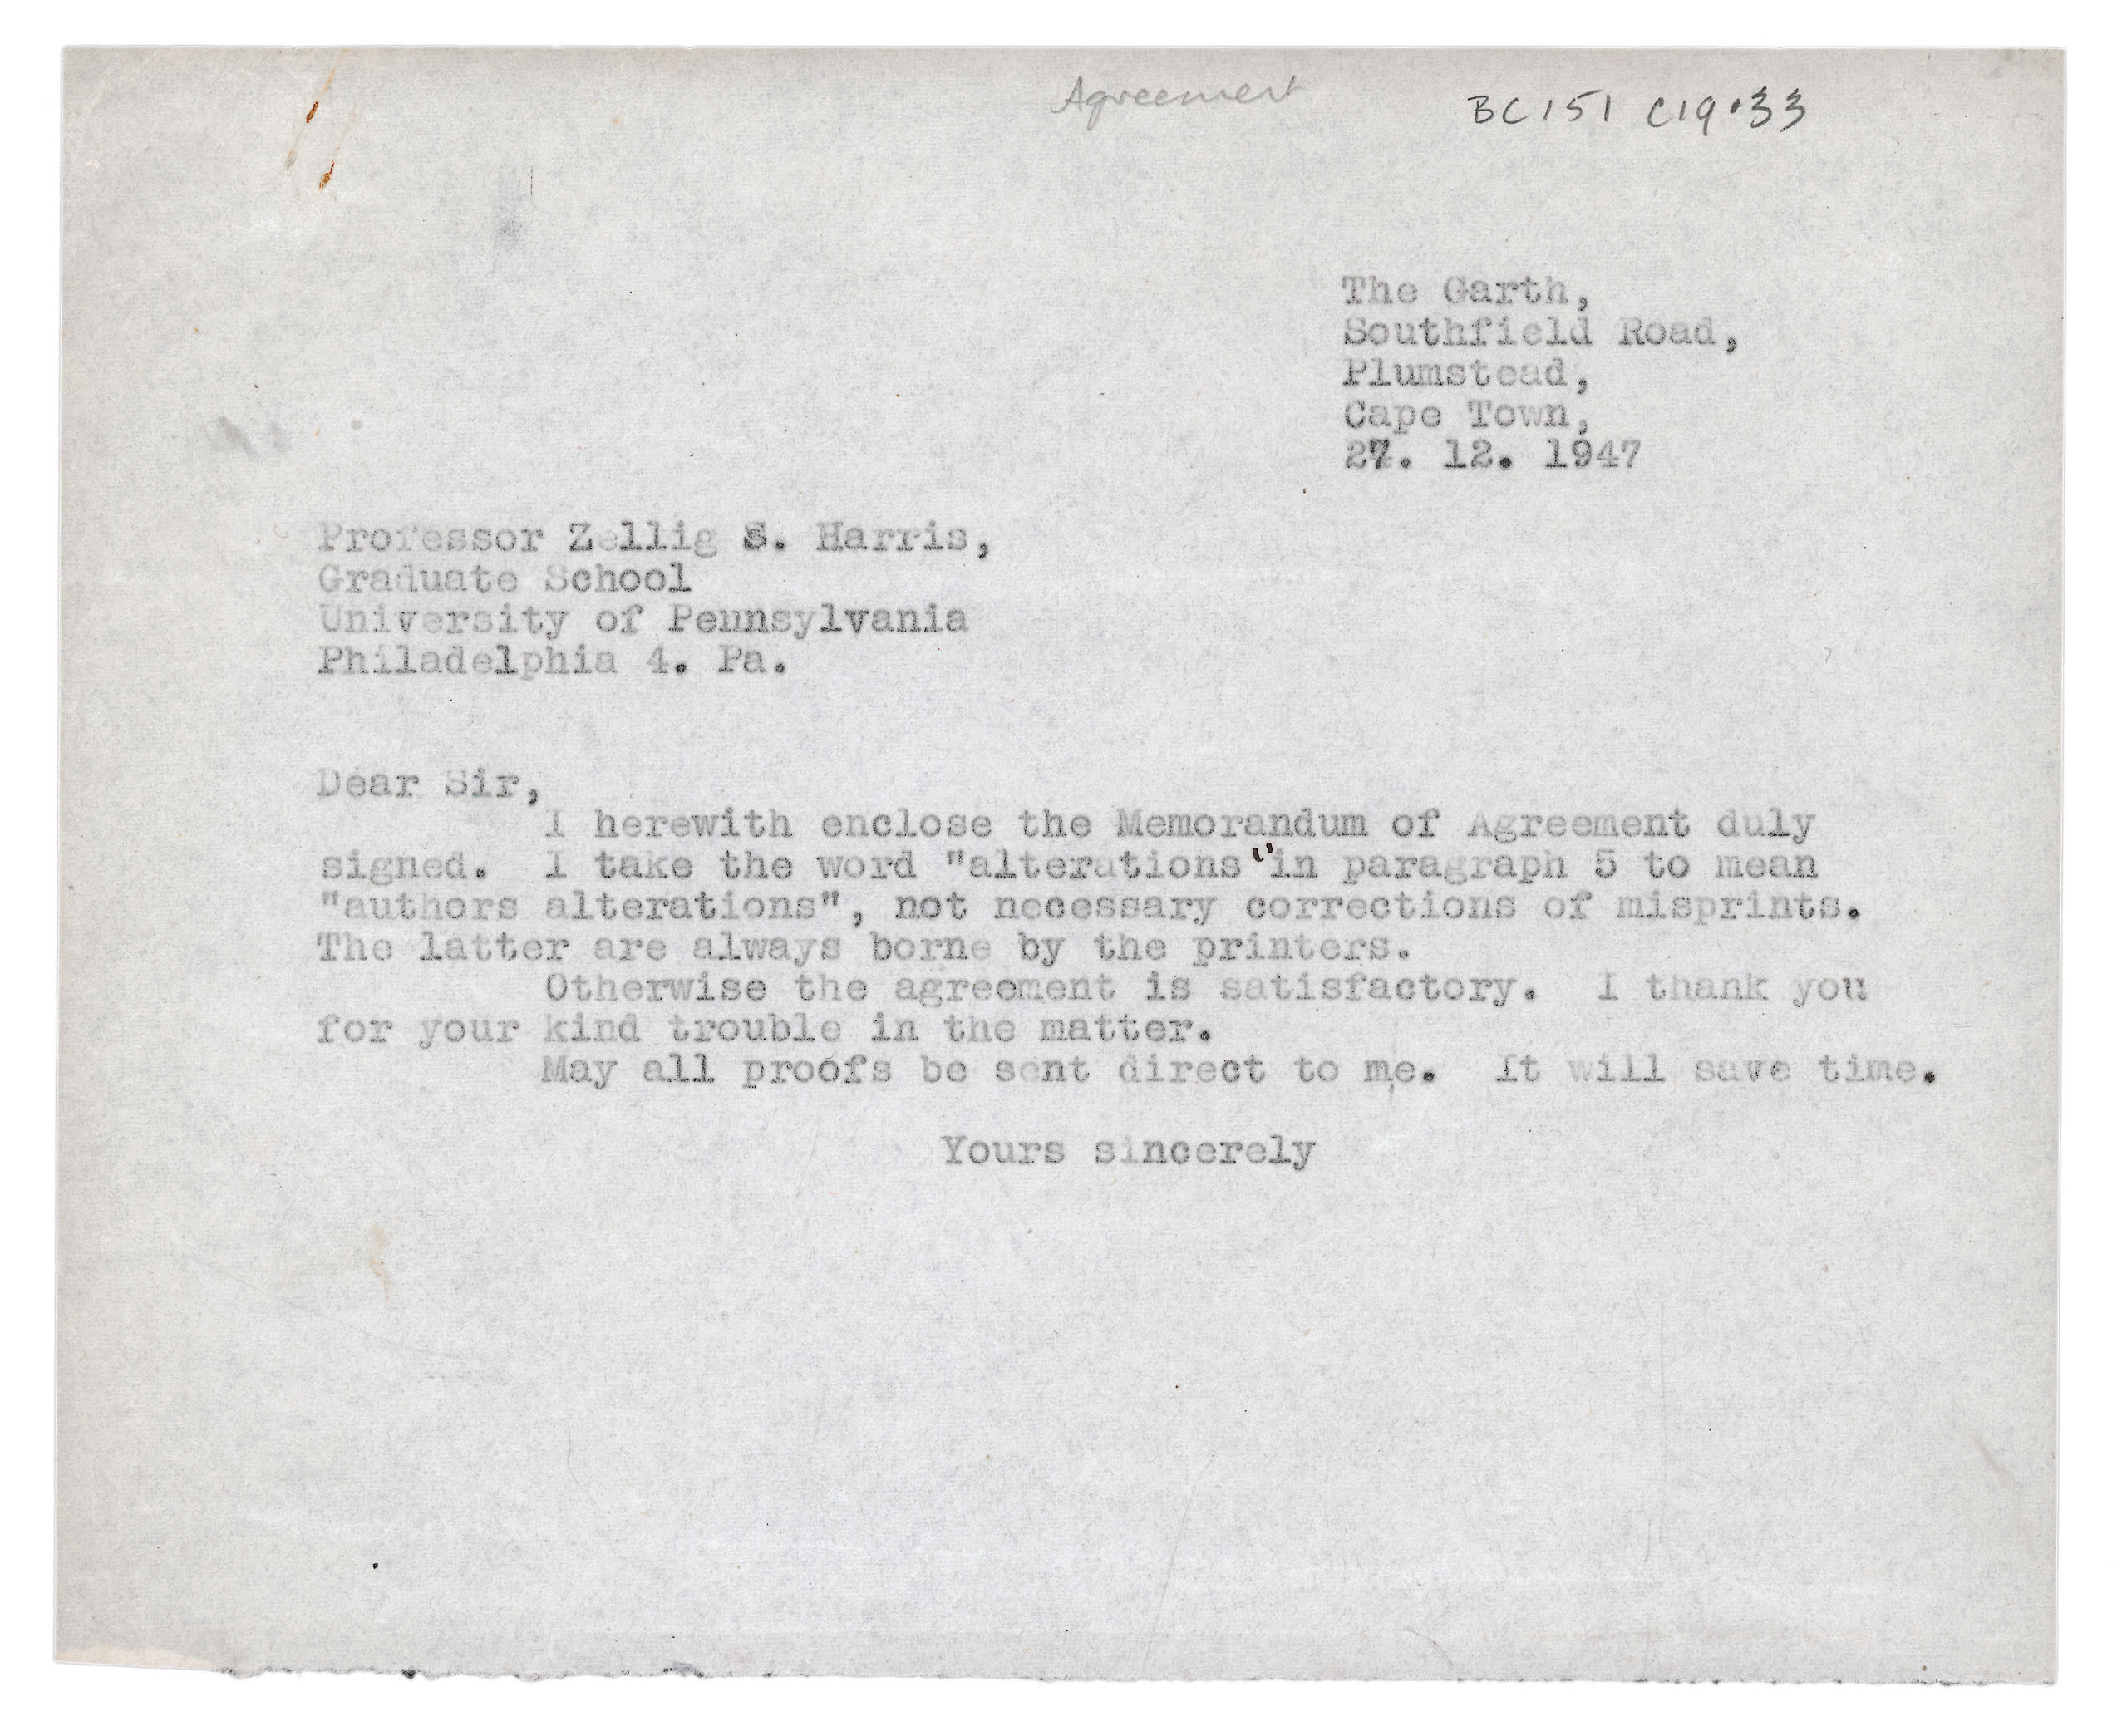 Agreement
BC151 C19.33
The Garth,
Southfield Road,
Plumstead,
Cape Town,
27. 12. 1947
Professor Zellig S. Harris,
Graduate School
University of Pennsylvania
Philadelphia 4. Pa.
Dear Sir,
I herewith enclose the Memorandum of Agreement duly
signed. I take the word "alterations" in paragraph 5 to mean
"authors alterations", not necessary corrections of misprints.
The latter are always borne by the printers.
Otherwise the agreement is satisfactory. I thank you
for your kind trouble in the matter.
May all proofs be sent direct to me. It will save time.
Yours sincerely